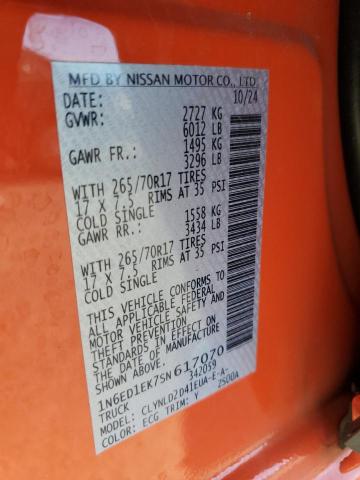 MFD BY NISSAN MOTOR CO., LTD
DATE: 10/24
GVWR: 2727 KG
6012 LB
GAWR FR.: 1495 KG
3296 LB
WITH 265/70R17 TIRES
17 X 7.5 RIMS AT 35 PSI
COLD SINGLE
GAWR RR.: 1558 KG
3434 LB
WITH 265/70R17 TIRES
17 X 7.5 RIMS AT 35 PSI
COLD SINGLE
THIS VEHICLE CONFORMS TO
ALL APPLICABLE FEDERAL
MOTOR VEHICLE SAFETY AND
THEFT PREVENTION
STANDARDS IN EFFECT ON
THE DATE OF MANUFACTURE
SHOWN ABOVE.
1N6ED1EK7SN617070
TRUCK 342059
MODEL: CLYNLD2D41EUA-E-A-
COLOR: ECG TRIM: Y 2500A